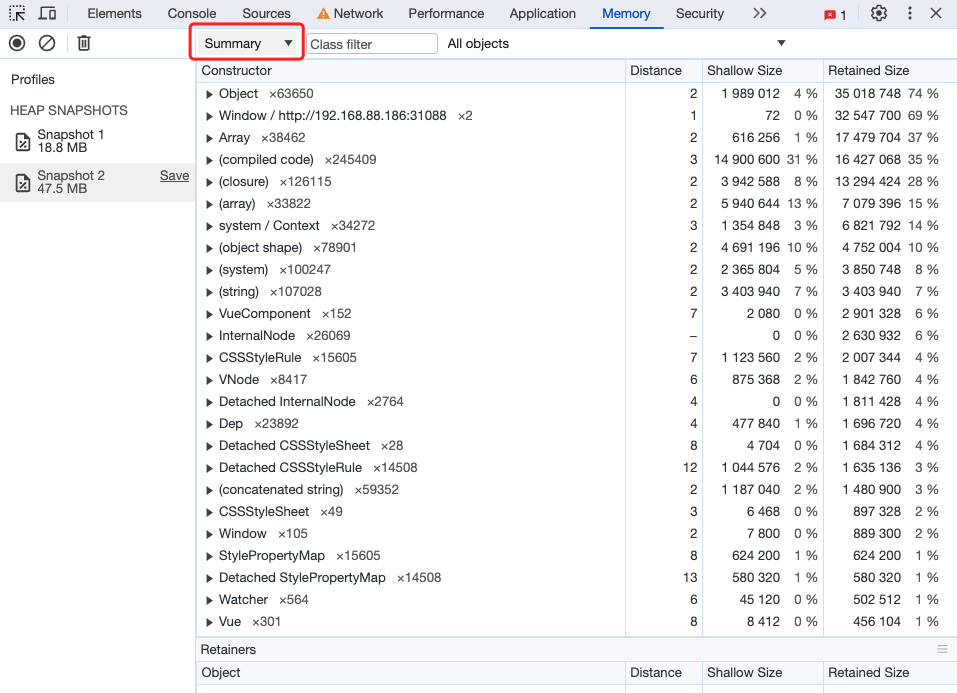 Elements Console Sources Network Performance Application Memory Security 1
Summary Class filter All objects
Profiles
HEAP SNAPSHOTS
Snapshot 1
18.8 MB
Snapshot 2 Save
47.5 MB
Constructor Distance Shallow Size Retained Size
Object ×63650 2 1 989 012 4 % 35 018 748 74 %
Window / http://192.168.88.186:31088 ×2 1 72 0 % 32 547 700 69 %
Array ×38462 2 616 256 1 % 17 479 704 37 %
(compiled code) ×245409 3 14 900 600 31 % 16 427 068 35 %
(closure) ×126115 2 3 942 588 8 % 13 294 424 28 %
(array) ×33822 2 5 940 644 13 % 7 079 396 15 %
system / Context ×34272 3 1 354 848 3 % 6 821 792 14 %
(object shape) ×78901 2 4 691 196 10 % 4 752 004 10 %
(system) ×100247 2 2 365 804 5 % 3 850 748 8 %
(string) ×107028 2 3 403 940 7 % 3 403 940 7 %
VueComponent ×152 7 2 080 0 % 2 901 328 6 %
InternalNode ×26069 – 0 0 % 2 630 932 6 %
CSSStyleRule ×15605 7 1 123 560 2 % 2 007 344 4 %
VNode ×8417 6 875 368 2 % 1 842 760 4 %
Detached InternalNode ×2764 4 0 0 % 1 811 428 4 %
Dep ×23892 4 477 840 1 % 1 696 720 4 %
Detached CSSStyleSheet ×28 8 4 704 0 % 1 684 312 4 %
Detached CSSStyleRule ×14508 12 1 044 576 2 % 1 635 136 3 %
(concatenated string) ×59352 2 1 187 040 2 % 1 480 900 3 %
CSSStyleSheet ×49 3 6 468 0 % 897 328 2 %
Window ×105 2 7 800 0 % 889 300 2 %
StylePropertyMap ×15605 8 624 200 1 % 624 200 1 %
Detached StylePropertyMap ×14508 13 580 320 1 % 580 320 1 %
Watcher ×564 6 45 120 0 % 502 512 1 %
Vue ×301 8 8 412 0 % 456 104 1 %
Retainers
Object Distance Shallow Size Retained Size